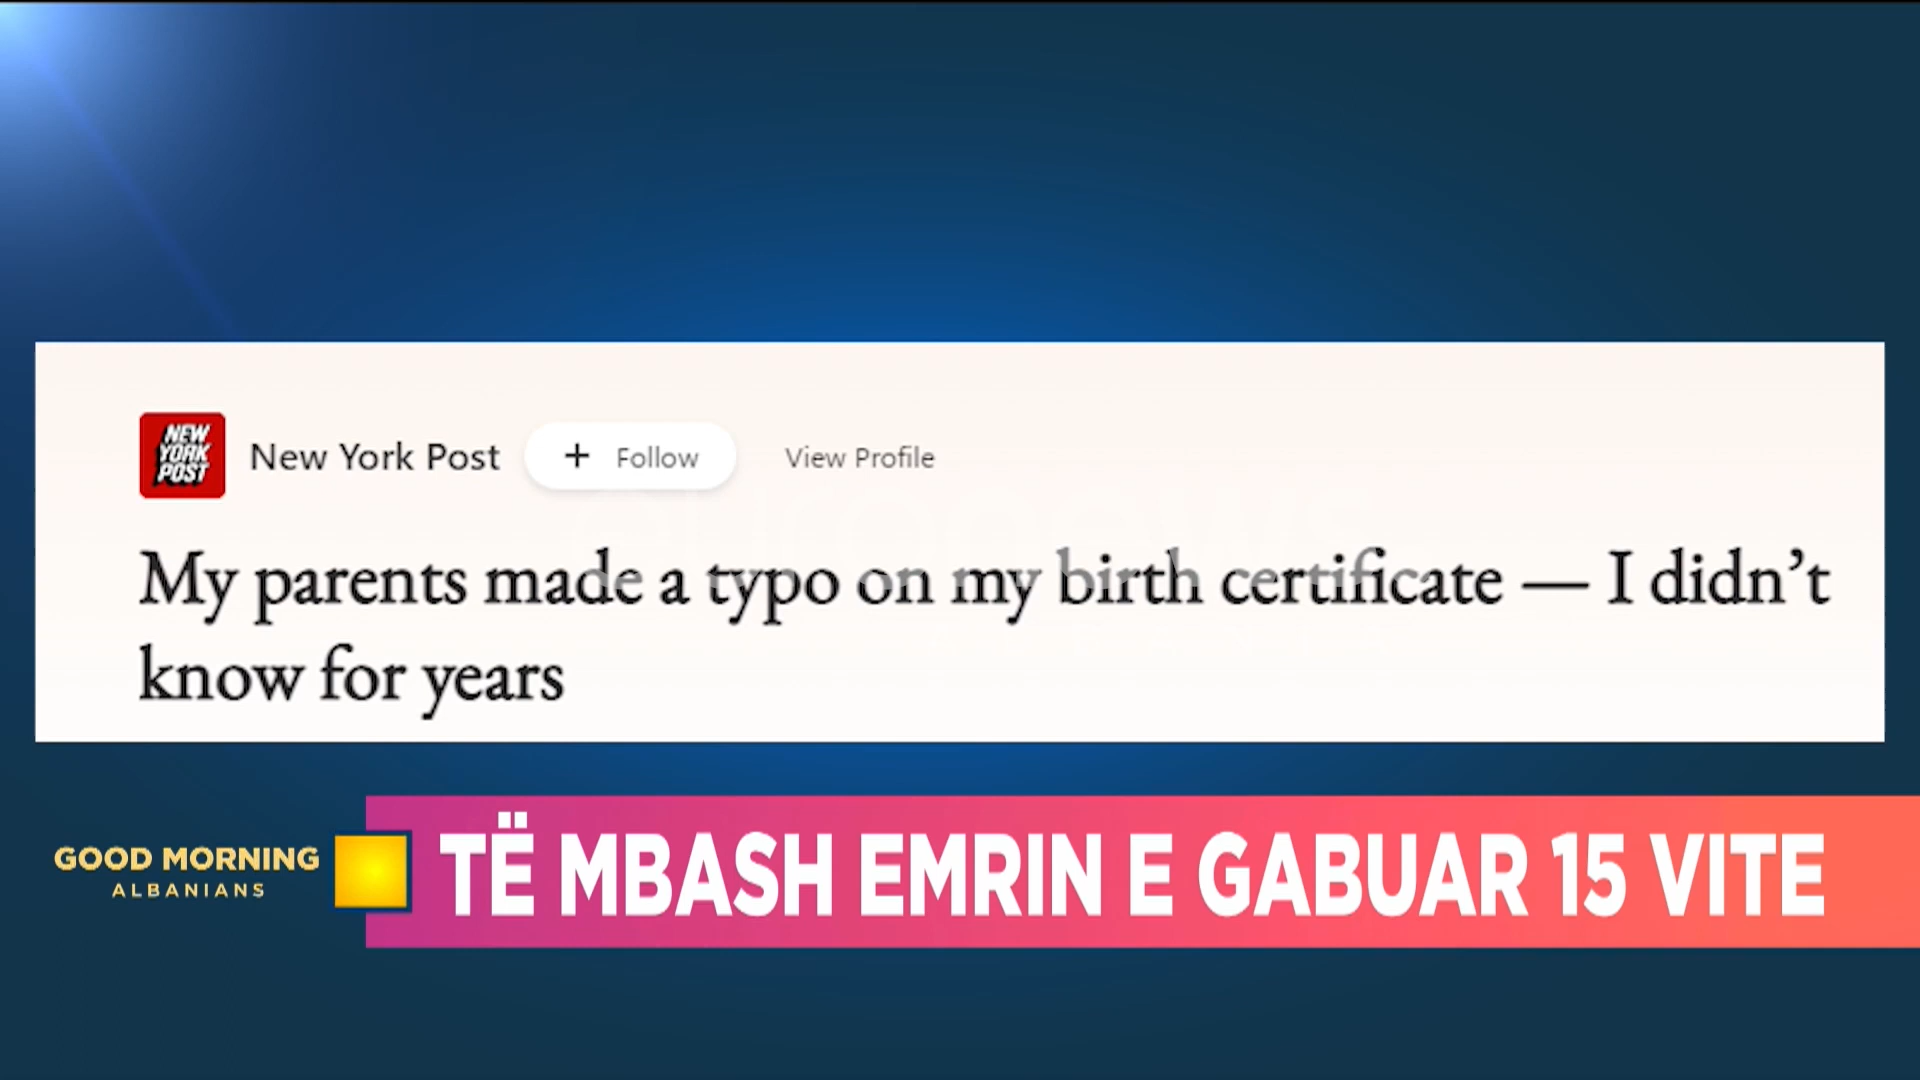 NEW
YORK
POST
New York Post
+ Follow
View Profile
euronews
My parents made a typo on my birth certificate — I didn’t
know for years
GOOD MORNING
ALBANIANS
TË MBASH EMRIN E GABUAR 15 VITE